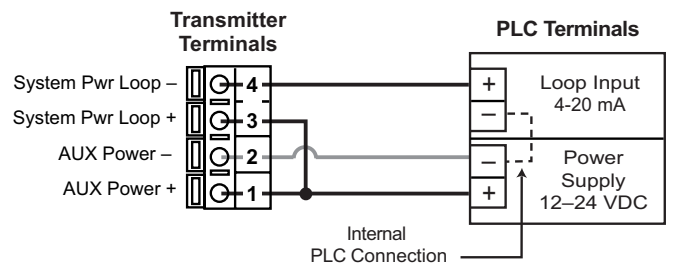 Transmitter
Terminals
PLC Terminals
System Pwr Loop –
4
+
Loop Input
4-20 mA
System Pwr Loop +
3
–
AUX Power –
2
–
Power
Supply
12–24 VDC
AUX Power +
1
+
Internal
PLC Connection